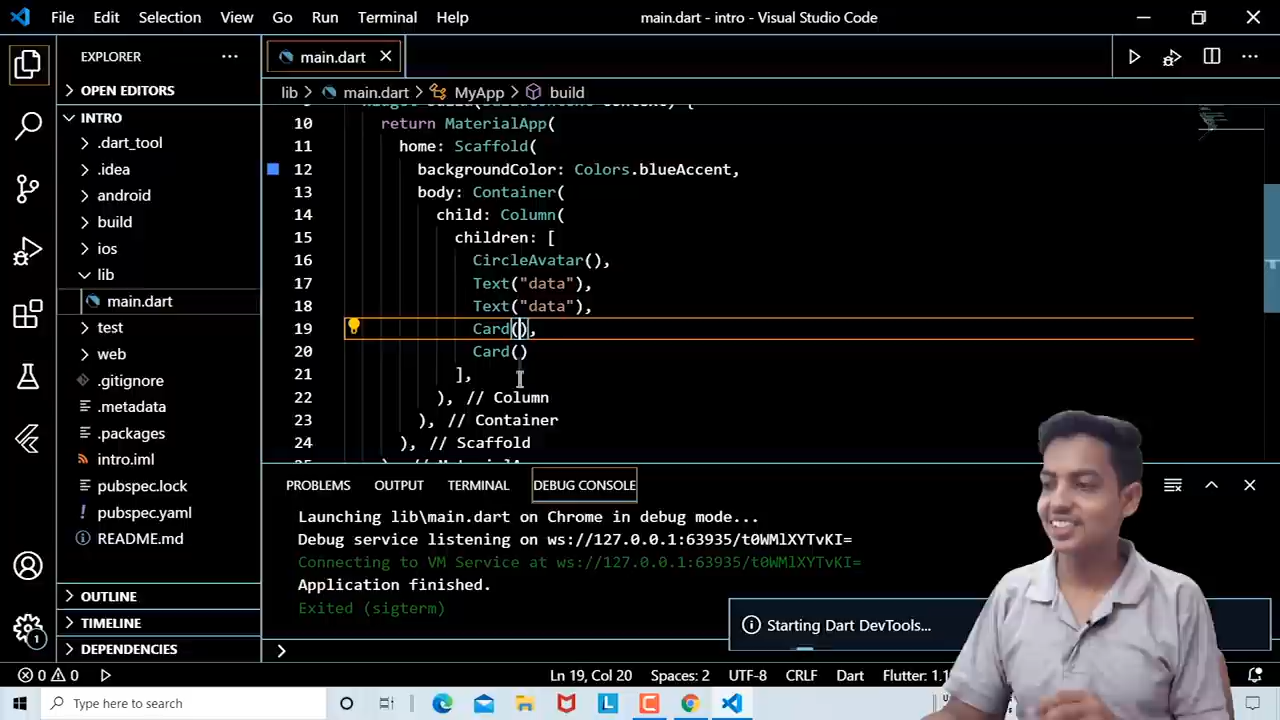 File Edit Selection View Go Run Terminal Help
main.dart - intro - Visual Studio Code
EXPLORER
main.dart
OPEN EDITORS
lib main.dart MyApp build
INTRO
.dart_tool
.idea
android
build
ios
lib
main.dart
test
web
.gitignore
.metadata
.packages
intro.iml
pubspec.lock
pubspec.yaml
README.md
OUTLINE
TIMELINE
DEPENDENCIES
10 return MaterialApp(
11 home: Scaffold(
12 backgroundColor: Colors.blueAccent,
13 body: Container(
14 child: Column(
15 children: [
16 CircleAvatar(),
17 Text("data"),
18 Text("data"),
19 Card(),
20 Card()
21 ],
22 ), // Column
23 ), // Container
24 ), // Scaffold
PROBLEMS OUTPUT TERMINAL DEBUG CONSOLE
Launching lib\main.dart on Chrome in debug mode...
Debug service listening on ws://127.0.0.1:63935/t0WMlXYTvKI=
Connecting to VM Service at ws://127.0.0.1:63935/t0WMlXYTvKI=
Application finished.
Exited (sigterm)
Starting Dart DevTools...
1
0 0 Ln 19, Col 20 Spaces: 2 UTF-8 CRLF Dart Flutter: 1.1
Type here to search